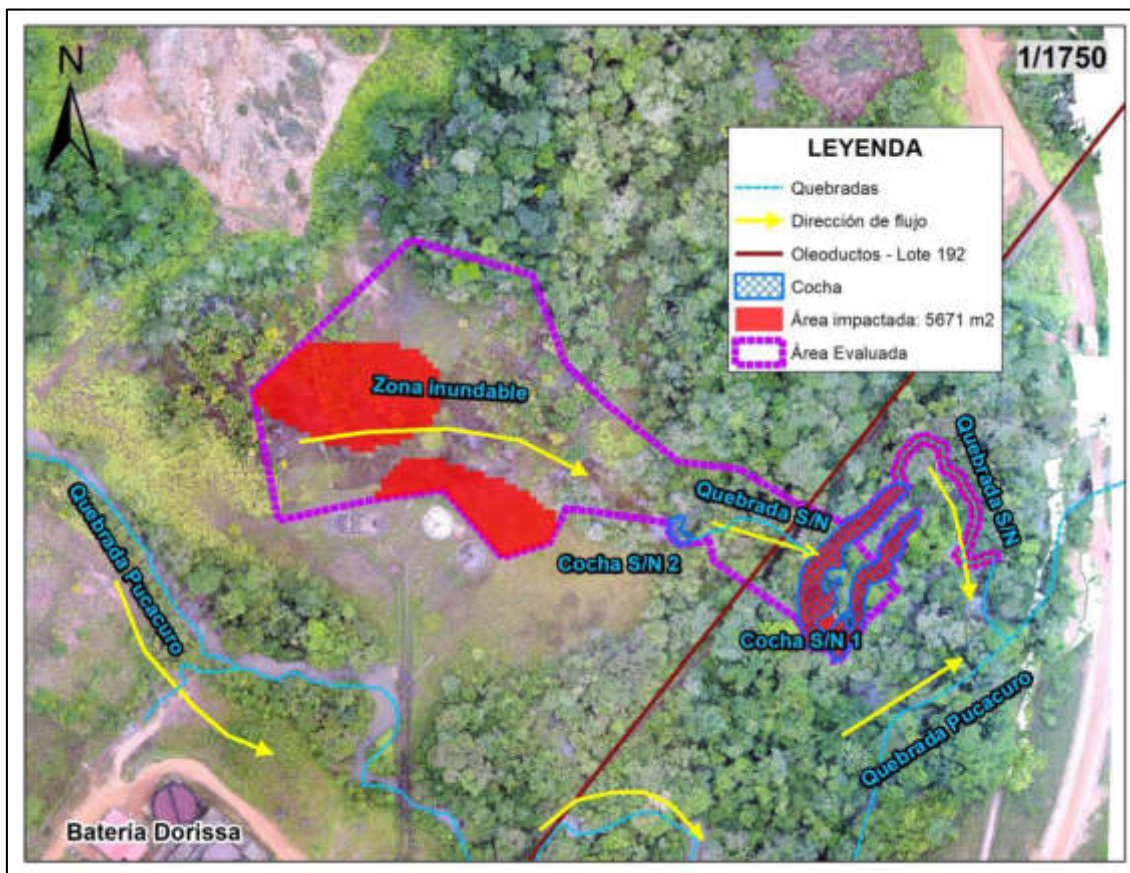 N
1/1750
LEYENDA
Quebradas
Dirección de flujo
Oleoductos - Lote 192
Cocha
Área impactada: 5671 m2
Área Evaluada
Zona inundable
Quebrada S/N
Quebrada S/N
Cocha S/N 2
Cocha S/N 1
Quebrada Pucacuro
Quebrada Pucacuro
Bateria Dorissa